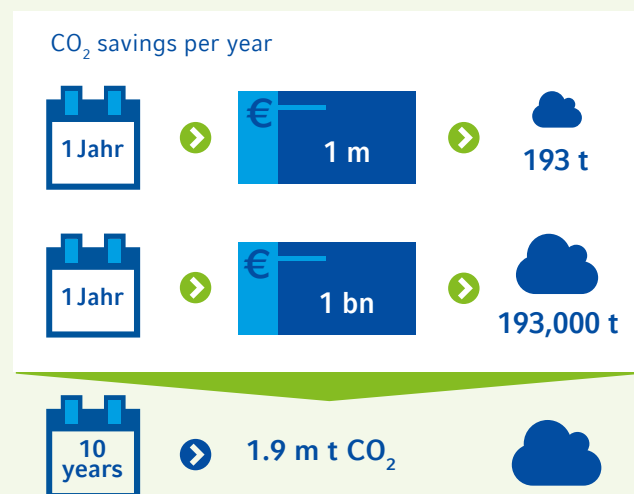 CO₂ savings per year
1 Jahr
€
1 m
193 t
1 Jahr
€
1 bn
193,000 t
10
years
1.9 m t CO₂